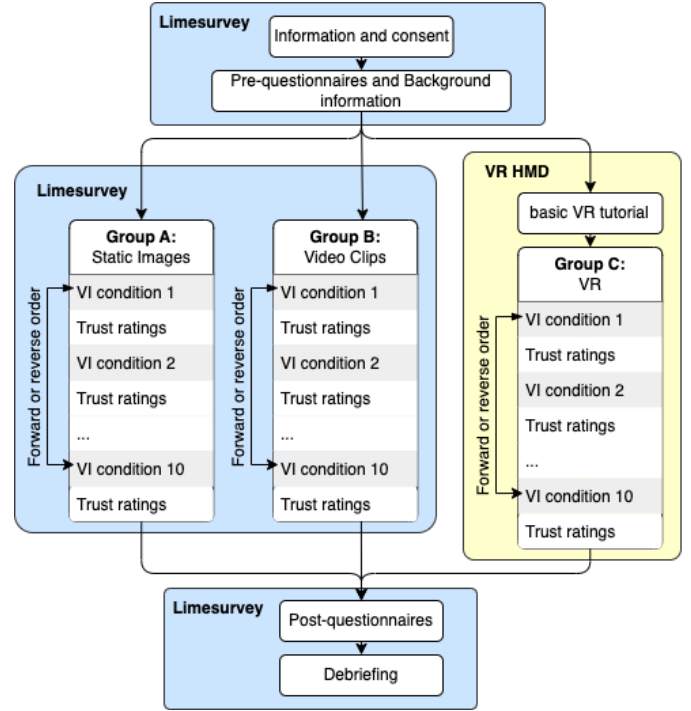 Limesurvey
Information and consent
Pre-questionnaires and Background
information
Limesurvey
Group A:
Static Images
Forward or reverse order
VI condition 1
Trust ratings
VI condition 2
Trust ratings
...
VI condition 10
Trust ratings
Group B:
Video Clips
Forward or reverse order
VI condition 1
Trust ratings
VI condition 2
Trust ratings
...
VI condition 10
Trust ratings
VR HMD
basic VR tutorial
Group C:
VR
Forward or reverse order
VI condition 1
Trust ratings
VI condition 2
Trust ratings
...
VI condition 10
Trust ratings
Limesurvey
Post-questionnaires
Debriefing